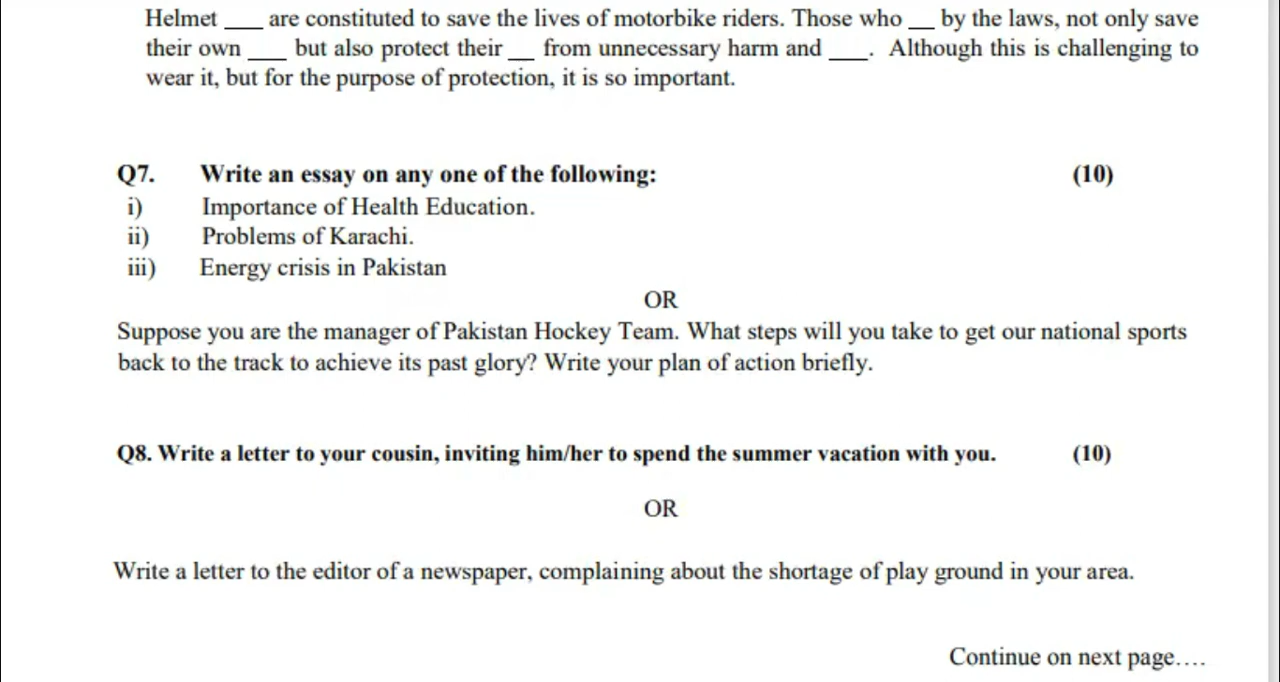 Helmet ___ are constituted to save the lives of motorbike riders. Those who __ by the laws, not only save
their own ___ but also protect their __ from unnecessary harm and ___. Although this is challenging to
wear it, but for the purpose of protection, it is so important.
Q7. Write an essay on any one of the following: (10)
i) Importance of Health Education.
ii) Problems of Karachi.
iii) Energy crisis in Pakistan
OR
Suppose you are the manager of Pakistan Hockey Team. What steps will you take to get our national sports
back to the track to achieve its past glory? Write your plan of action briefly.
Q8. Write a letter to your cousin, inviting him/her to spend the summer vacation with you. (10)
OR
Write a letter to the editor of a newspaper, complaining about the shortage of play ground in your area.
Continue on next page….